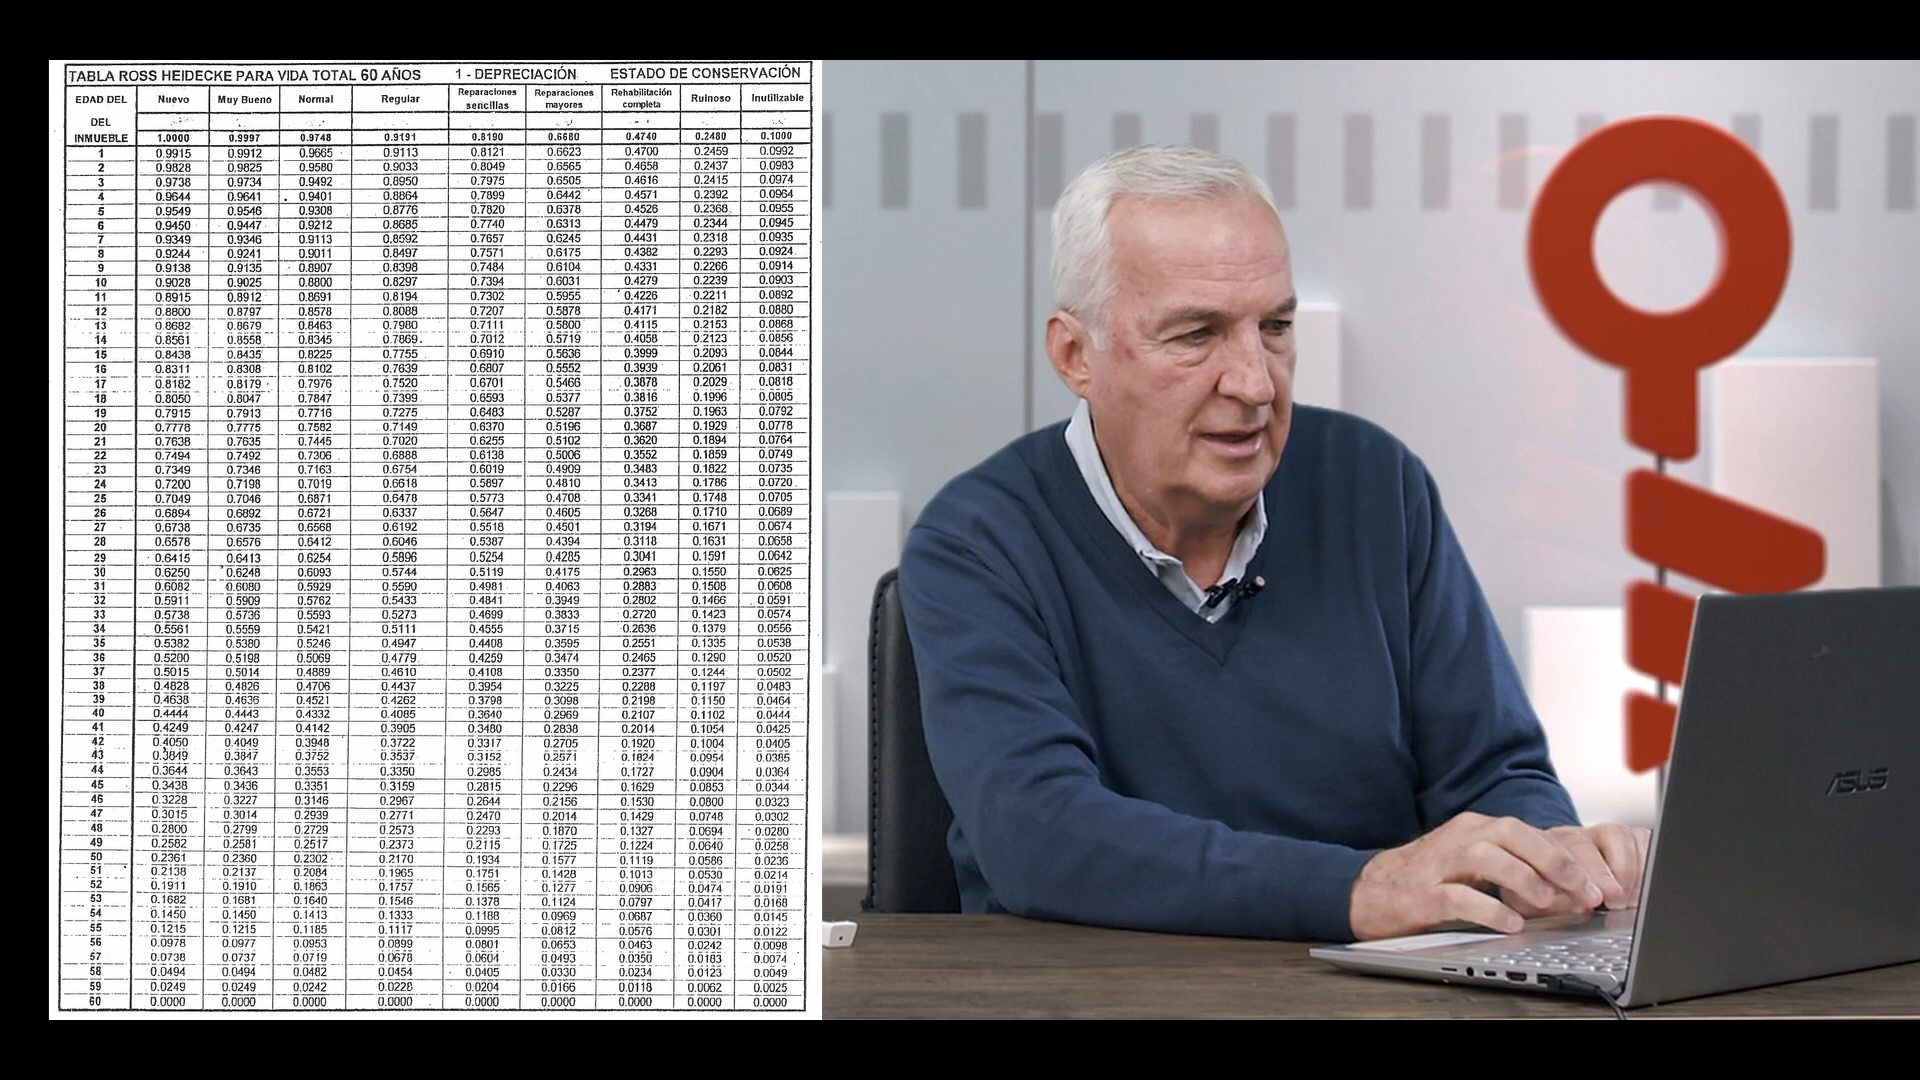 TABLA ROSS HEIDECKE PARA VIDA TOTAL 60 AÑOS 1 - DEPRECIACIÓN ESTADO DE CONSERVACIÓN
EDAD DEL Nuevo Muy Bueno Normal Regular Reparaciones sencillas Reparaciones mayores Rehabilitación completa Ruinoso Inutilizable
DEL
INMUEBLE 1.0000 0.9997 0.9748 0.9191 0.8190 0.6680 0.4740 0.2480 0.1000
1 0.9915 0.9912 0.9665 0.9113 0.8121 0.6623 0.4700 0.2459 0.0992
2 0.9828 0.9825 0.9580 0.9033 0.8049 0.6565 0.4658 0.2437 0.0983
3 0.9738 0.9734 0.9492 0.8950 0.7975 0.6505 0.4616 0.2415 0.0974
4 0.9644 0.9641 0.9401 0.8864 0.7899 0.6442 0.4571 0.2392 0.0964
5 0.9549 0.9546 0.9308 0.8776 0.7820 0.6378 0.4526 0.2368 0.0955
6 0.9450 0.9447 0.9212 0.8685 0.7740 0.6313 0.4479 0.2344 0.0945
7 0.9349 0.9346 0.9113 0.8592 0.7657 0.6245 0.4431 0.2318 0.0935
8 0.9244 0.9241 0.9011 0.8497 0.7571 0.6175 0.4382 0.2293 0.0924
9 0.9138 0.9135 0.8907 0.8398 0.7484 0.6104 0.4331 0.2266 0.0914
10 0.9028 0.9025 0.8800 0.8297 0.7394 0.6031 0.4279 0.2239 0.0903
11 0.8915 0.8912 0.8691 0.8194 0.7302 0.5955 0.4226 0.2211 0.0892
12 0.8800 0.8797 0.8578 0.8088 0.7207 0.5878 0.4171 0.2182 0.0880
13 0.8682 0.8679 0.8463 0.7980 0.7111 0.5800 0.4115 0.2153 0.0868
14 0.8561 0.8558 0.8345 0.7869 0.7012 0.5719 0.4058 0.2123 0.0856
15 0.8438 0.8435 0.8225 0.7755 0.6910 0.5636 0.3999 0.2093 0.0844
16 0.8311 0.8308 0.8102 0.7639 0.6807 0.5552 0.3939 0.2061 0.0831
17 0.8182 0.8179 0.7976 0.7520 0.6701 0.5466 0.3878 0.2029 0.0818
18 0.8050 0.8047 0.7847 0.7399 0.6593 0.5377 0.3816 0.1996 0.0805
19 0.7915 0.7913 0.7716 0.7275 0.6483 0.5287 0.3752 0.1963 0.0792
20 0.7778 0.7775 0.7582 0.7149 0.6370 0.5196 0.3687 0.1929 0.0778
21 0.7638 0.7635 0.7445 0.7020 0.6255 0.5102 0.3620 0.1894 0.0764
22 0.7494 0.7492 0.7306 0.6888 0.6138 0.5006 0.3552 0.1859 0.0749
23 0.7349 0.7346 0.7163 0.6754 0.6019 0.4909 0.3483 0.1822 0.0735
24 0.7200 0.7198 0.7019 0.6618 0.5897 0.4810 0.3413 0.1786 0.0720
25 0.7049 0.7046 0.6871 0.6478 0.5773 0.4708 0.3341 0.1748 0.0705
26 0.6894 0.6892 0.6721 0.6337 0.5647 0.4605 0.3268 0.1710 0.0689
27 0.6738 0.6735 0.6568 0.6192 0.5518 0.4501 0.3194 0.1671 0.0674
28 0.6578 0.6576 0.6412 0.6046 0.5387 0.4394 0.3118 0.1631 0.0658
29 0.6415 0.6413 0.6254 0.5896 0.5254 0.4285 0.3041 0.1591 0.0642
30 0.6250 0.6248 0.6093 0.5744 0.5119 0.4175 0.2963 0.1550 0.0625
31 0.6082 0.6080 0.5929 0.5590 0.4981 0.4063 0.2883 0.1508 0.0608
32 0.5911 0.5909 0.5762 0.5433 0.4841 0.3949 0.2802 0.1466 0.0591
33 0.5738 0.5736 0.5593 0.5273 0.4699 0.3833 0.2720 0.1423 0.0574
34 0.5561 0.5559 0.5421 0.5111 0.4555 0.3715 0.2636 0.1379 0.0556
35 0.5382 0.5380 0.5246 0.4947 0.4408 0.3595 0.2551 0.1335 0.0538
36 0.5200 0.5198 0.5069 0.4779 0.4259 0.3474 0.2465 0.1290 0.0520
37 0.5015 0.5014 0.4889 0.4610 0.4108 0.3350 0.2377 0.1244 0.0502
38 0.4828 0.4826 0.4706 0.4437 0.3954 0.3225 0.2288 0.1197 0.0483
39 0.4638 0.4636 0.4521 0.4262 0.3798 0.3098 0.2198 0.1150 0.0464
40 0.4444 0.4443 0.4332 0.4085 0.3640 0.2969 0.2107 0.1102 0.0444
41 0.4249 0.4247 0.4142 0.3905 0.3480 0.2838 0.2014 0.1054 0.0425
42 0.4050 0.4049 0.3948 0.3722 0.3317 0.2705 0.1920 0.1004 0.0405
43 0.3849 0.3847 0.3752 0.3537 0.3152 0.2571 0.1824 0.0954 0.0385
44 0.3644 0.3643 0.3553 0.3350 0.2985 0.2434 0.1727 0.0904 0.0364
45 0.3438 0.3436 0.3351 0.3159 0.2815 0.2296 0.1629 0.0853 0.0344
46 0.3228 0.3227 0.3146 0.2967 0.2644 0.2156 0.1530 0.0800 0.0323
47 0.3015 0.3014 0.2939 0.2771 0.2470 0.2014 0.1429 0.0748 0.0302
48 0.2800 0.2799 0.2729 0.2573 0.2293 0.1870 0.1327 0.0694 0.0280
49 0.2582 0.2581 0.2517 0.2373 0.2115 0.1725 0.1224 0.0640 0.0258
50 0.2361 0.2360 0.2302 0.2170 0.1934 0.1577 0.1119 0.0586 0.0236
51 0.2138 0.2137 0.2084 0.1965 0.1751 0.1428 0.1013 0.0530 0.0214
52 0.1911 0.1910 0.1863 0.1757 0.1565 0.1277 0.0906 0.0474 0.0191
53 0.1682 0.1681 0.1640 0.1546 0.1378 0.1124 0.0797 0.0417 0.0168
54 0.1450 0.1450 0.1413 0.1333 0.1188 0.0969 0.0687 0.0360 0.0145
55 0.1215 0.1215 0.1185 0.1117 0.0995 0.0812 0.0576 0.0301 0.0122
56 0.0978 0.0977 0.0953 0.0899 0.0801 0.0653 0.0463 0.0242 0.0098
57 0.0738 0.0737 0.0719 0.0678 0.0604 0.0493 0.0350 0.0183 0.0074
58 0.0494 0.0494 0.0482 0.0454 0.0405 0.0330 0.0234 0.0123 0.0049
59 0.0249 0.0249 0.0242 0.0228 0.0204 0.0166 0.0118 0.0062 0.0025
60 0.0000 0.0000 0.0000 0.0000 0.0000 0.0000 0.0000 0.0000 0.0000
ASUS